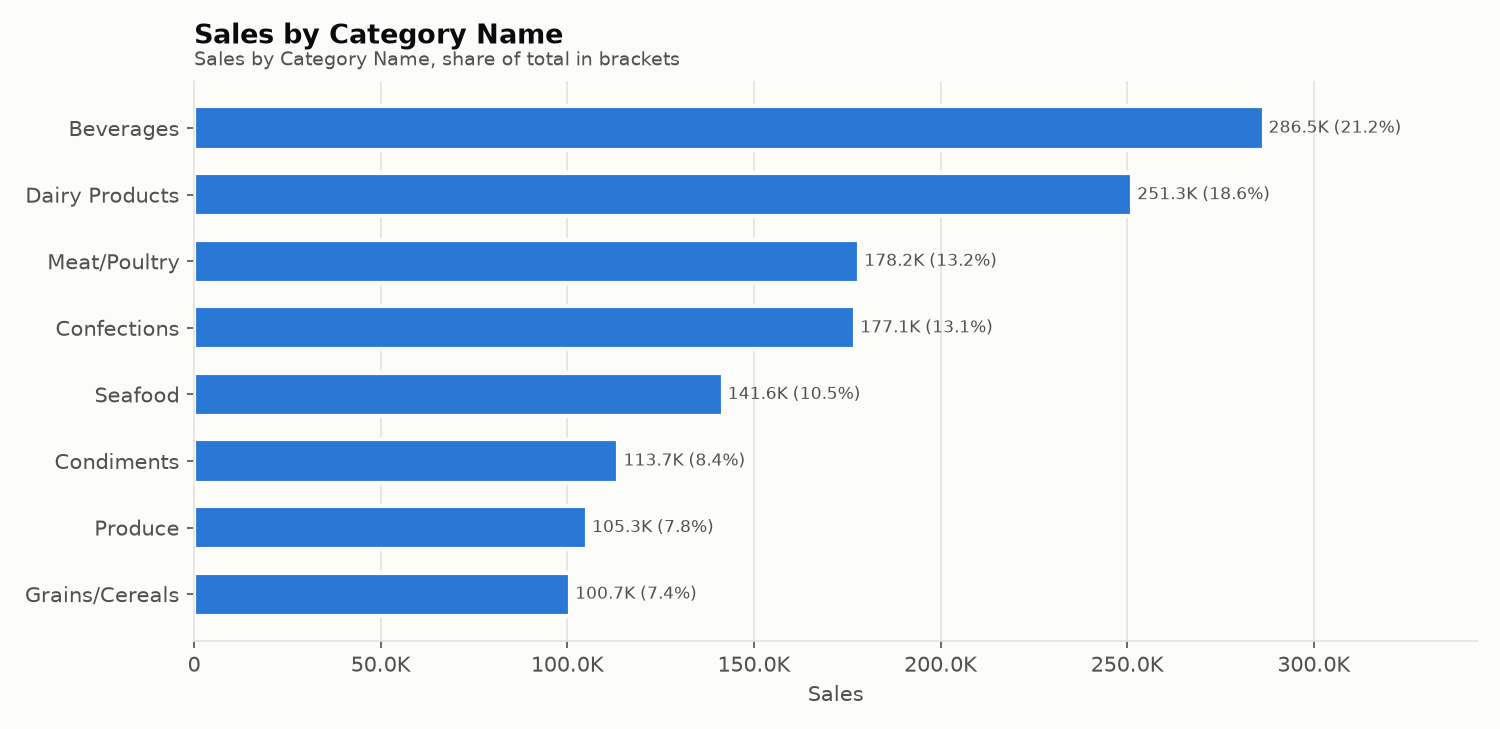 Sales by Category Name
Sales by Category Name, share of total in brackets
Beverages 286.5K (21.2%)
Dairy Products 251.3K (18.6%)
Meat/Poultry 178.2K (13.2%)
Confections 177.1K (13.1%)
Seafood 141.6K (10.5%)
Condiments 113.7K (8.4%)
Produce 105.3K (7.8%)
Grains/Cereals 100.7K (7.4%)
0 50.0K 100.0K 150.0K 200.0K 250.0K 300.0K
Sales